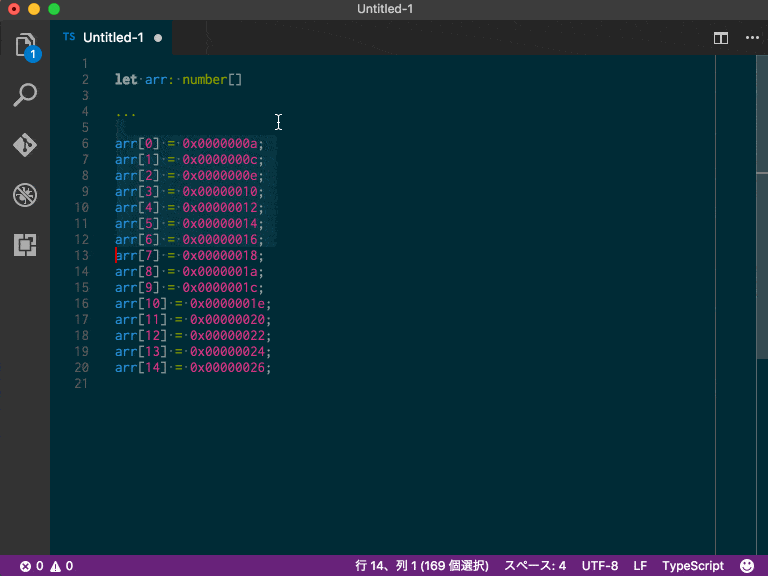 Untitled-1
1
TS Untitled-1
1
2 let arr: number[]
3
4 ...
5
6 arr[0] = 0x0000000a;
7 arr[1] = 0x0000000c;
8 arr[2] = 0x0000000e;
9 arr[3] = 0x00000010;
10 arr[4] = 0x00000012;
11 arr[5] = 0x00000014;
12 arr[6] = 0x00000016;
13 arr[7] = 0x00000018;
14 arr[8] = 0x0000001a;
15 arr[9] = 0x0000001c;
16 arr[10] = 0x0000001e;
17 arr[11] = 0x00000020;
18 arr[12] = 0x00000022;
19 arr[13] = 0x00000024;
20 arr[14] = 0x00000026;
21
0 0 行 14、列 1 (169 個選択) スペース: 4 UTF-8 LF TypeScript